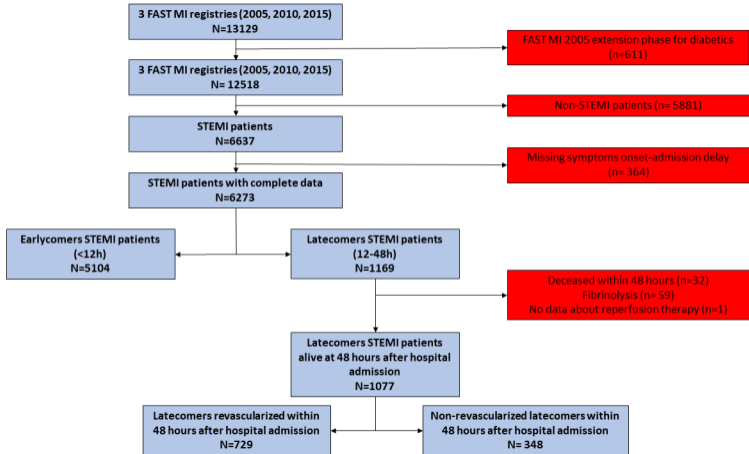 3 FAST MI registries (2005, 2010, 2015)
N=13129
FAST MI 2005 extension phase for diabetics
(n=611)
3 FAST MI registries (2005, 2010, 2015)
N= 12518
Non-STEMI patients (n= 5881)
STEMI patients
N=6637
Missing symptoms onset-admission delay
(n= 364)
STEMI patients with complete data
N=6273
Earlycomers STEMI patients
(<12h)
N=5104
Latecomers STEMI patients
(12-48h)
N=1169
Deceased within 48 hours (n=32)
Fibrinolysis (n= 59)
No data about reperfusion therapy (n=1)
Latecomers STEMI patients
alive at 48 hours after hospital
admission
N=1077
Latecomers revascularized within
48 hours after hospital admission
N=729
Non-revascularized latecomers within
48 hours after hospital admission
N= 348